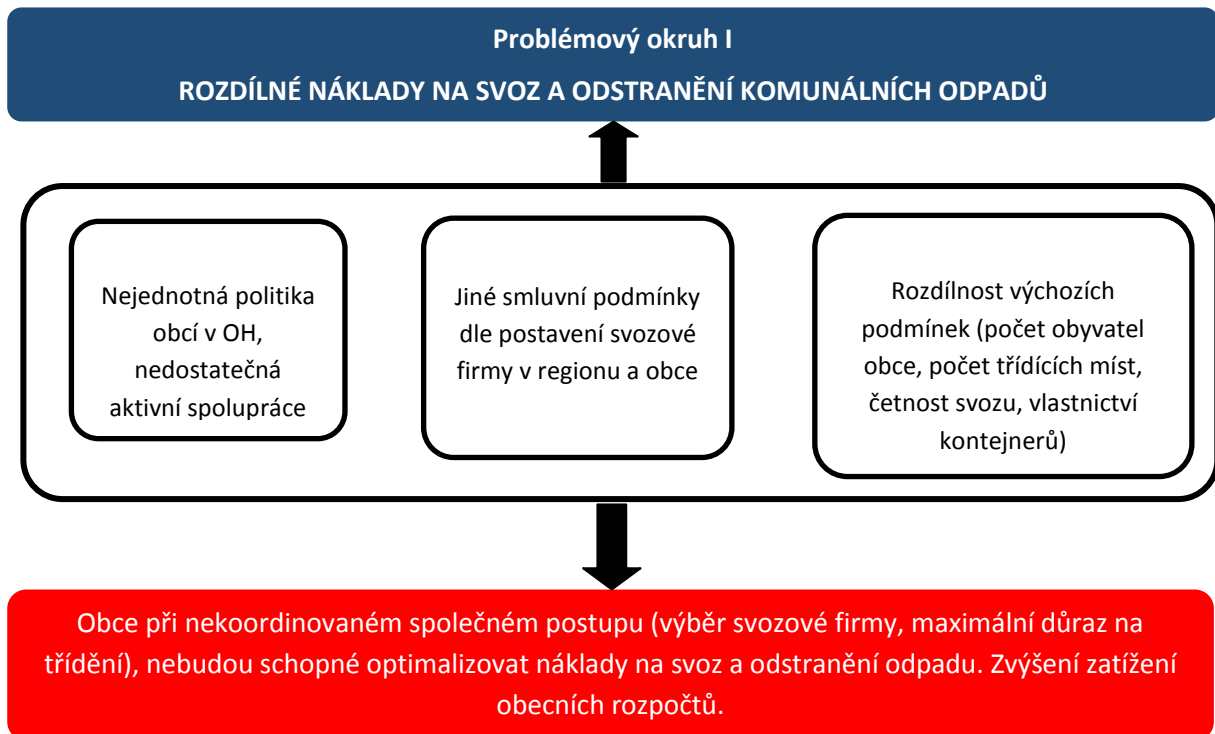 Problémový okruh I
ROZDÍLNÉ NÁKLADY NA SVOZ A ODSTRANĚNÍ KOMUNÁLNÍCH ODPADŮ
Nejednotná politika
obcí v OH,
nedostatečná
aktivní spolupráce
Jiné smluvní podmínky
dle postavení svozové
firmy v regionu a obce
Rozdílnost výchozích
podmínek (počet obyvatel
obce, počet třídících míst,
četnost svozu, vlastnictví
kontejnerů)
Obce při nekoordinovaném společném postupu (výběr svozové firmy, maximální důraz na
třídění), nebudou schopné optimalizovat náklady na svoz a odstranění odpadu. Zvýšení zatížení
obecních rozpočtů.